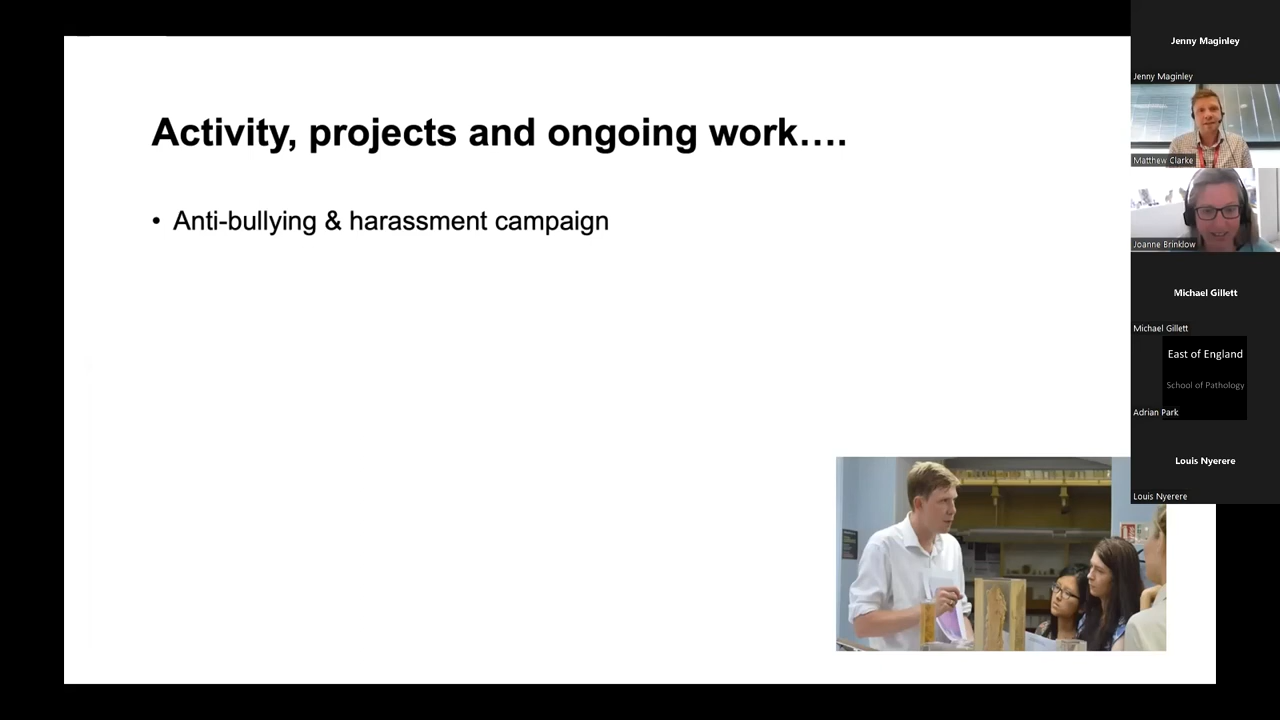 Activity, projects and ongoing work….
• Anti-bullying & harassment campaign
Jenny Maginley
Jenny Maginley
Matthew Clarke
Joanne Brinklow
Michael Gillett
Michael Gillett
East of England
School of Pathology
Adrian Park
Louis Nyerere
Louis Nyerere